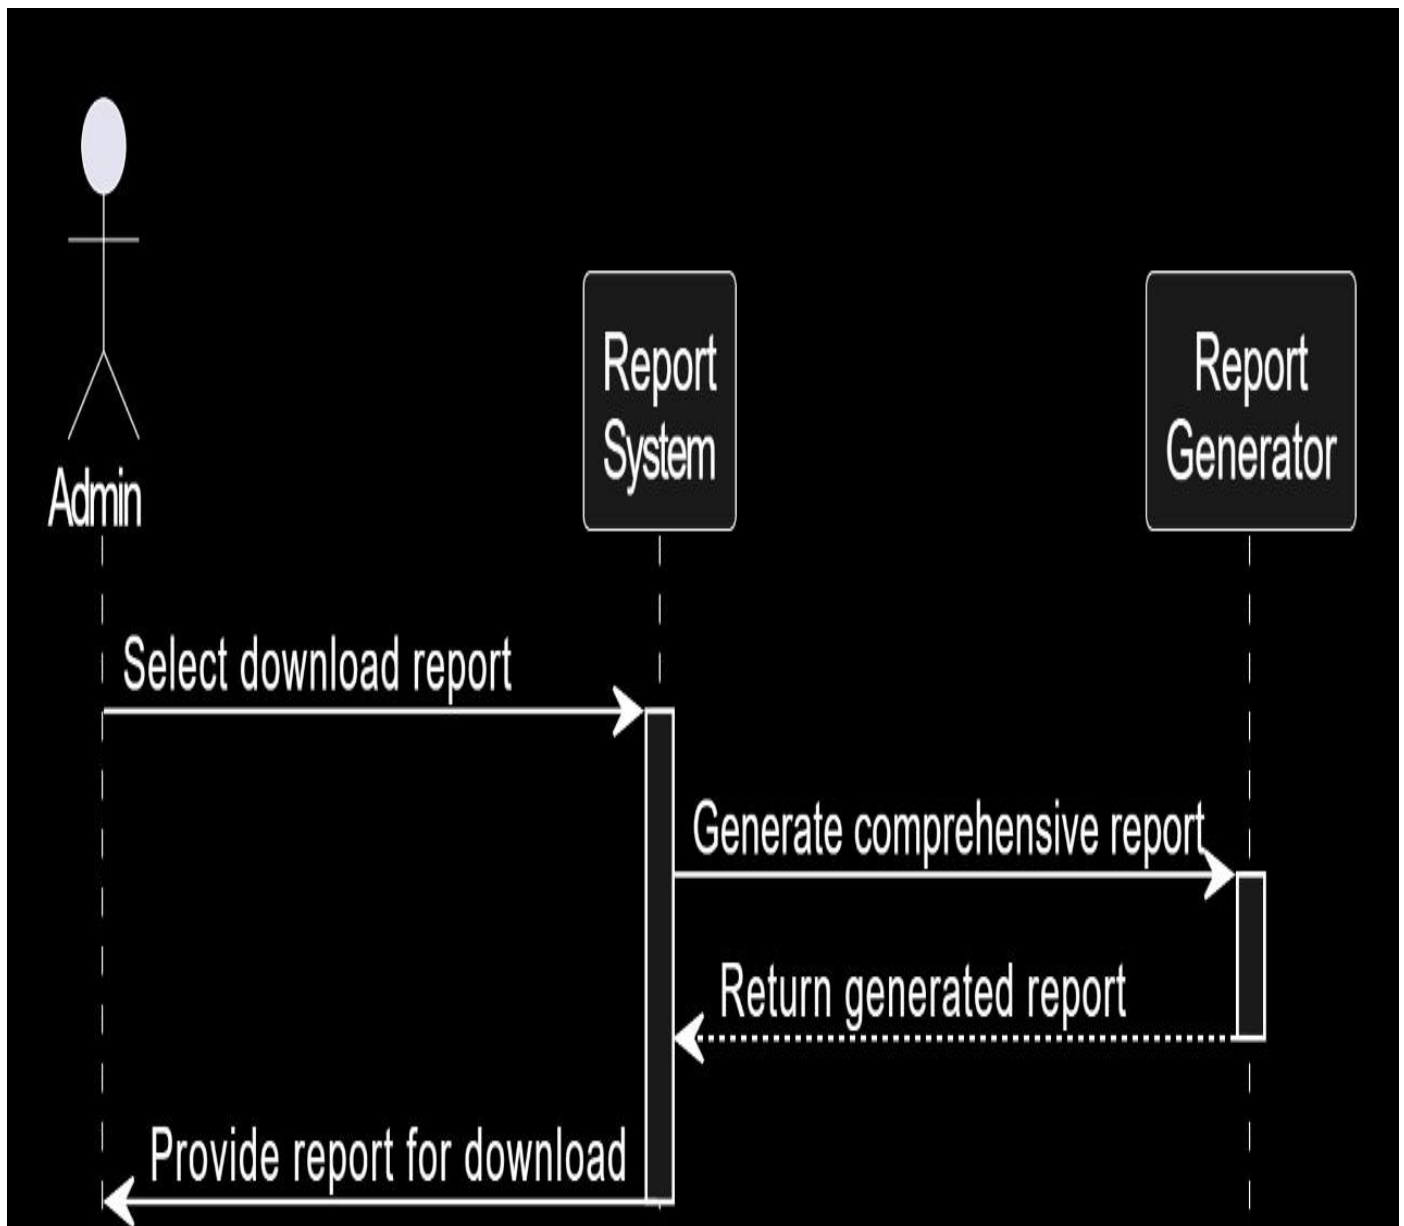 Admin
Report
System
Report
Generator
Select download report
Generate comprehensive report
Return generated report
Provide report for download